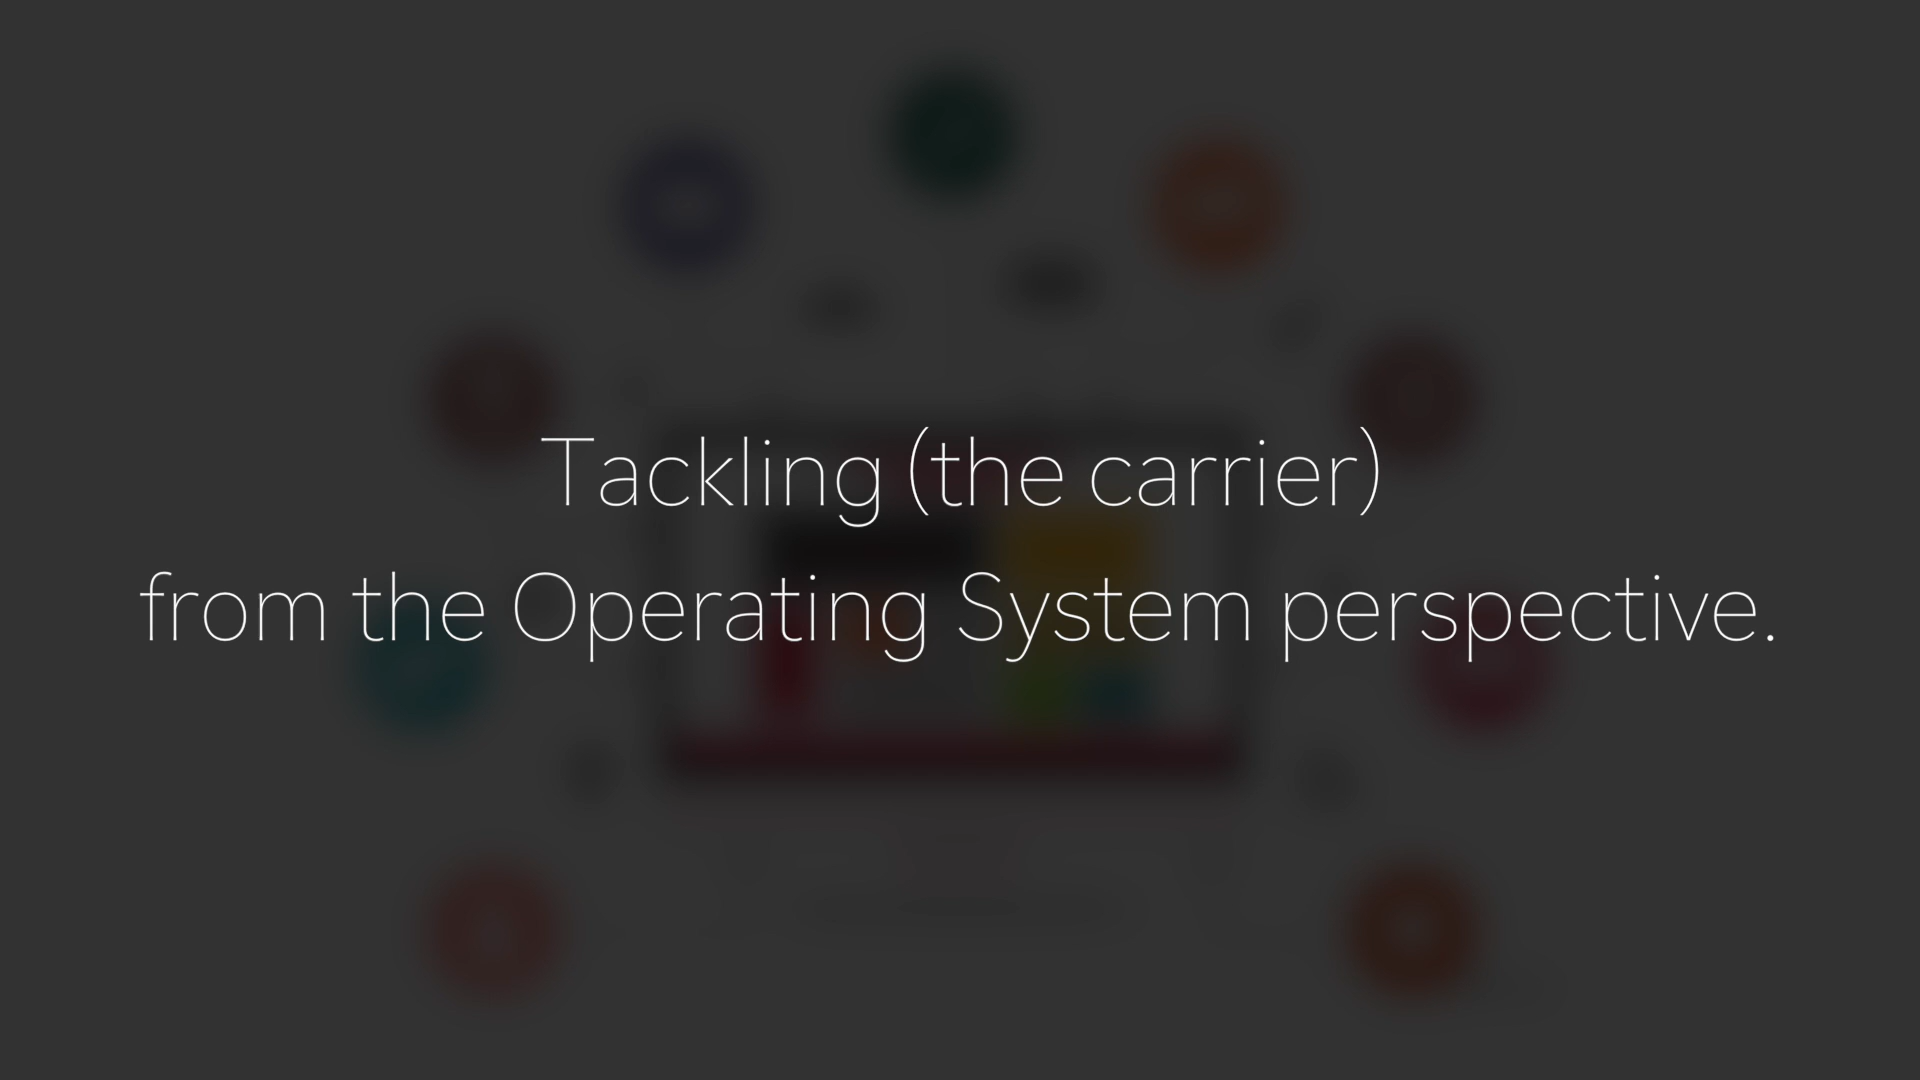 Tackling (the carrier)
from the Operating System perspective.